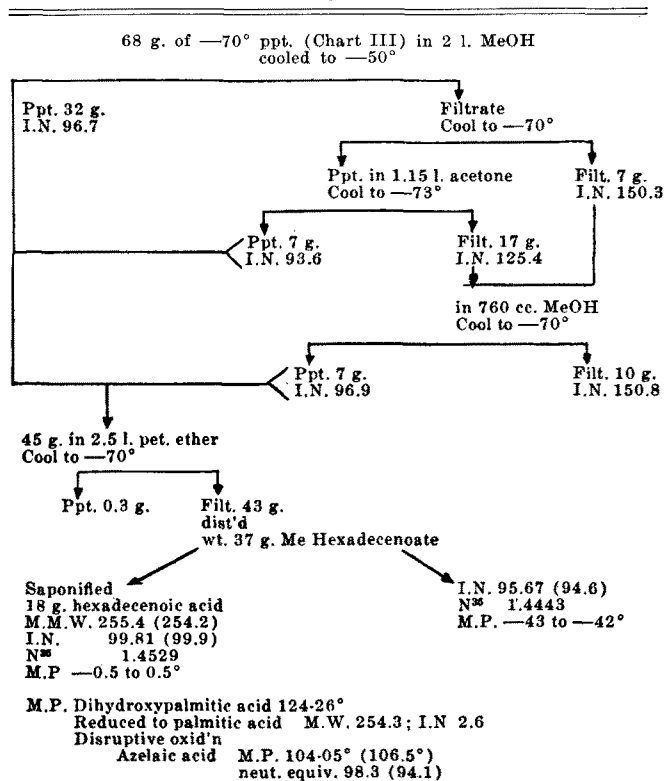 68 g. of —70° ppt. (Chart III) in 2 l. MeOH
cooled to —50°
Ppt. 32 g.
I.N. 96.7
Filtrate
Cool to —70°
Ppt. in 1.15 l. acetone
Cool to —73°
Filt. 7 g.
I.N. 150.3
Ppt. 7 g.
I.N. 93.6
Filt. 17 g.
I.N. 125.4
in 760 cc. MeOH
Cool to —70°
Ppt. 7 g.
I.N. 96.9
Filt. 10 g.
I.N. 150.8
45 g. in 2.5 l. pet. ether
Cool to —70°
Ppt. 0.3 g.
Filt. 43 g.
dist'd
wt. 37 g. Me Hexadecenoate
Saponified
18 g. hexadecenoic acid
M.M.W. 255.4 (254.2)
I.N. 99.81 (99.9)
N³⁵ 1.4529
M.P —0.5 to 0.5°
I.N. 95.67 (94.6)
N³⁵ 1.4443
M.P. —43 to —42°
M.P. Dihydroxypalmitic acid 124-26°
Reduced to palmitic acid M.W. 254.3; I.N 2.6
Disruptive oxid'n
Azelaic acid M.P. 104-05° (106.5°)
neut. equiv. 98.3 (94.1)